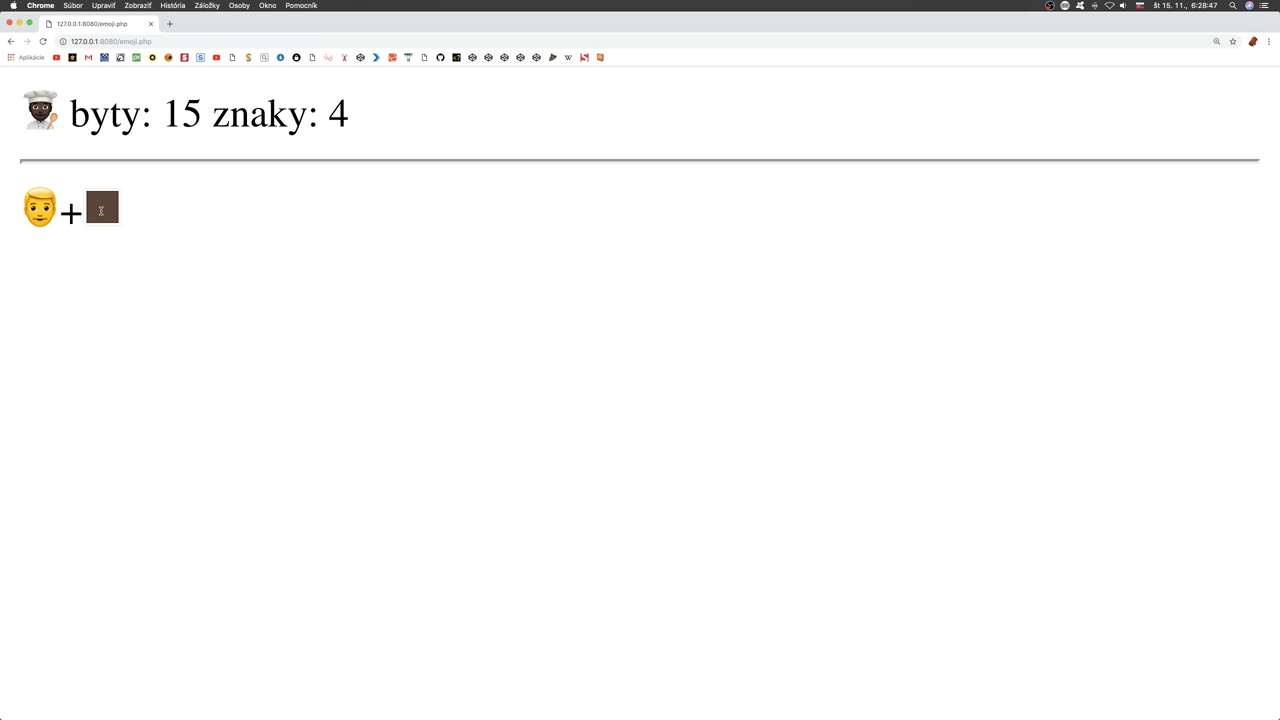 Chrome Súbor Upraviť Zobraziť História Záložky Osoby Okno Pomocník št 15. 11., 6:28:47
127.0.0.1:8080/emoji.php
127.0.0.1:8080/emoji.php
Aplikácie
👨🏿‍🍳 byty: 15 znaky: 4
👨+🏿